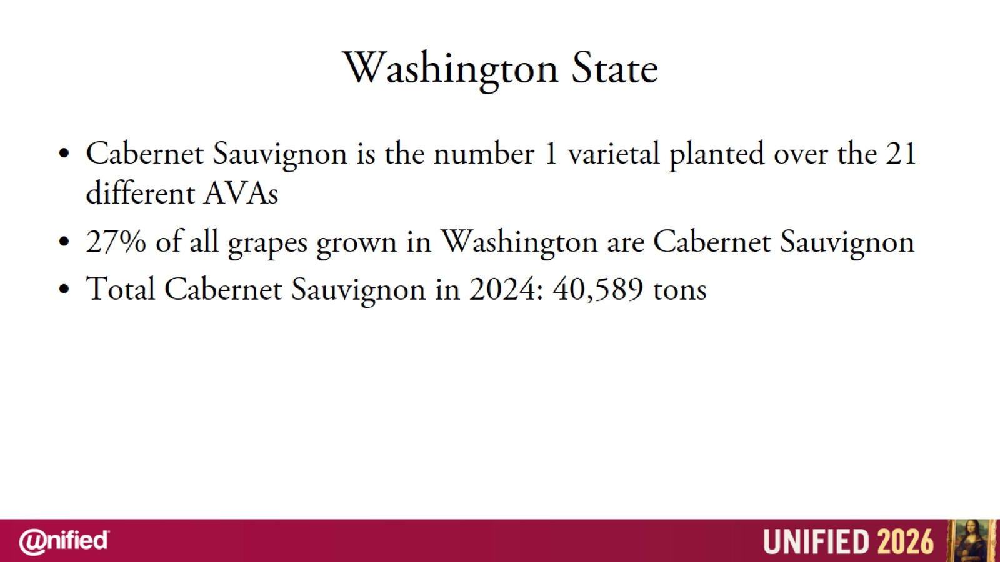 Washington State
• Cabernet Sauvignon is the number 1 varietal planted over the 21
different AVAs
• 27% of all grapes grown in Washington are Cabernet Sauvignon
• Total Cabernet Sauvignon in 2024: 40,589 tons
unified
UNIFIED 2026